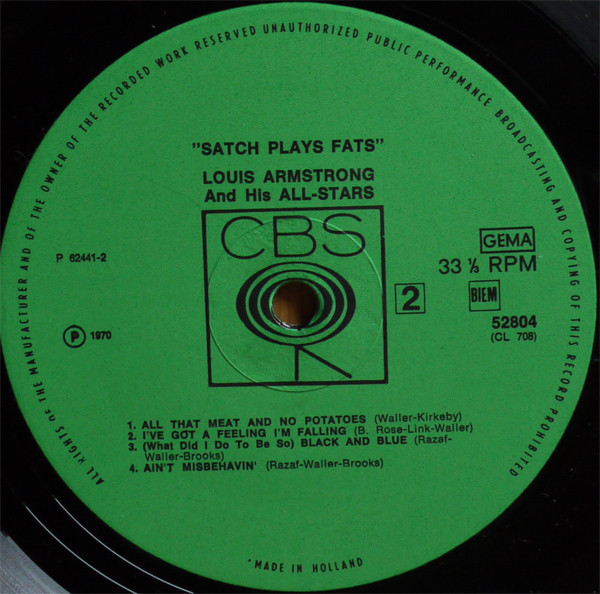 ALL RIGHTS OF THE MANUFACTURER AND OF THE OWNER OF THE RECORDED WORK RESERVED UNAUTHORIZED PUBLIC PERFORMANCE BROADCASTING AND COPYING OF THIS RECORD PROHIBITED
"SATCH PLAYS FATS"
LOUIS ARMSTRONG
And His ALL-STARS
CBS
P 62441-2
GEMA
33 ⅓ RPM
2
BIEM
52804
(CL 708)
Ⓟ 1970
1. ALL THAT MEAT AND NO POTATOES (Waller-Kirkeby)
2. I'VE GOT A FEELING I'M FALLING (B. Rose-Link-Waller)
3. (What Did I Do To Be So) BLACK AND BLUE (Razaf-
Waller-Brooks)
4. AIN'T MISBEHAVIN' (Razaf-Waller-Brooks)
*MADE IN HOLLAND